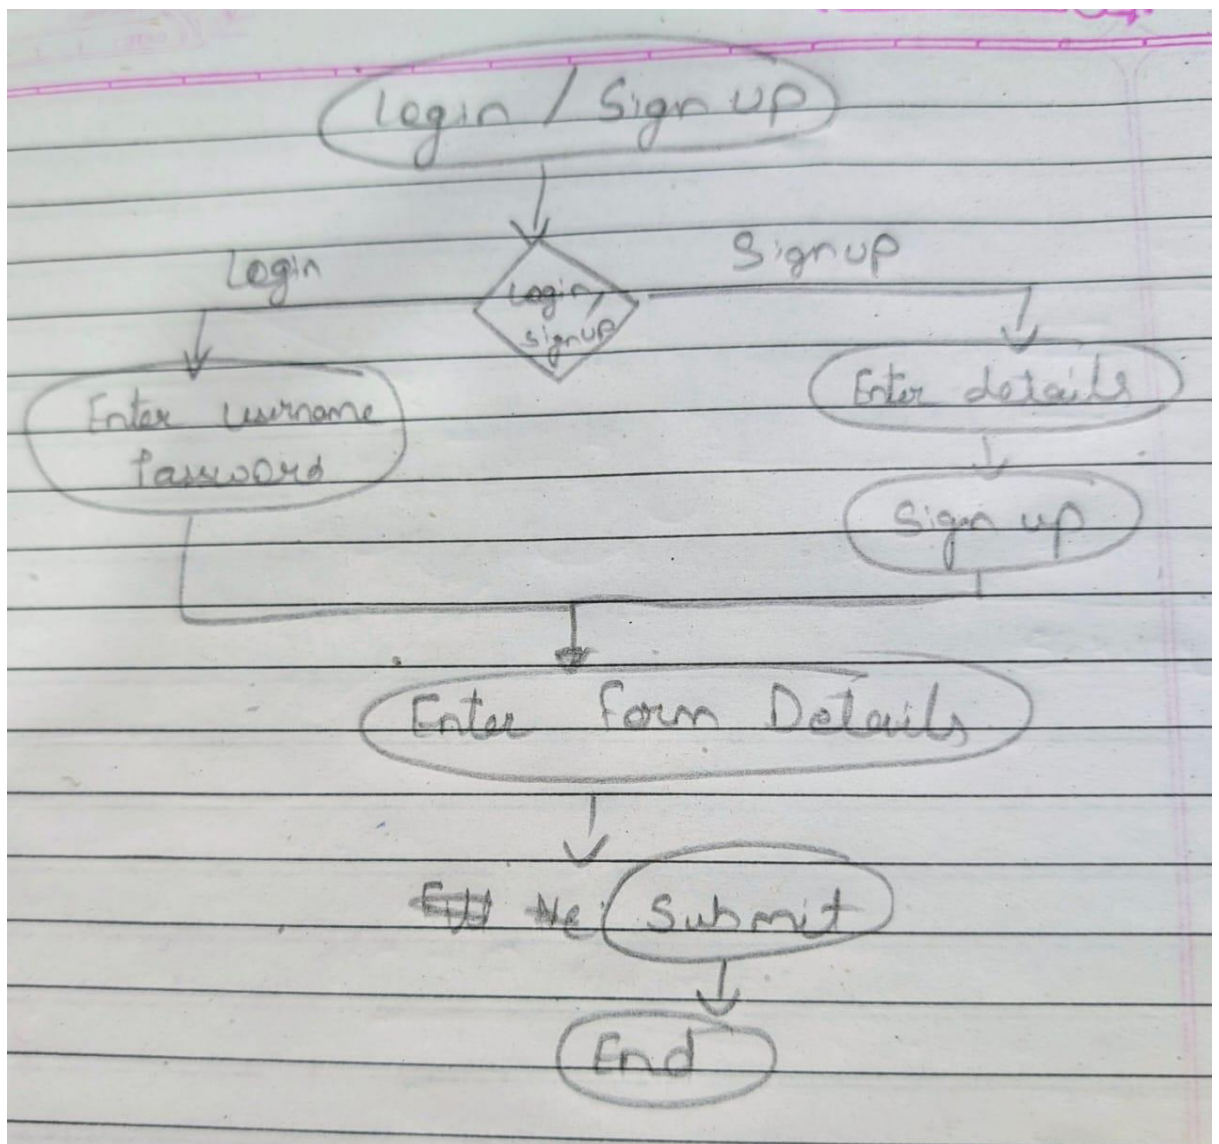 Login / Sign up
Login
Signup
Login/
signup
Enter username
Password
Enter details
Sign up
Enter Form Details
Submit
End